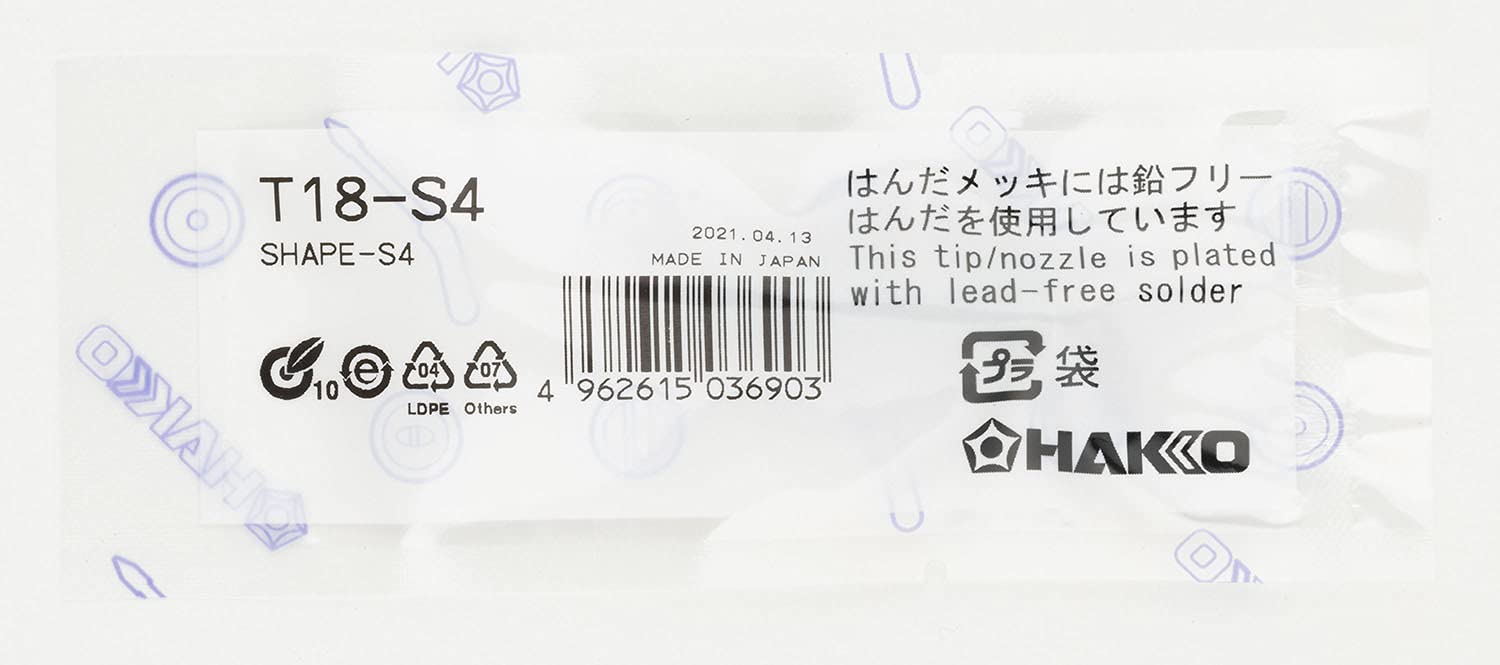 T18-S4
SHAPE-S4
2021.04.13
MADE IN JAPAN
はんだメッキには鉛フリー
はんだを使用しています
This tip/nozzle is plated
with lead-free solder
10
e
04
LDPE
07
Others
4 962615 036903
プラ 袋
HAKKO
HAKKO